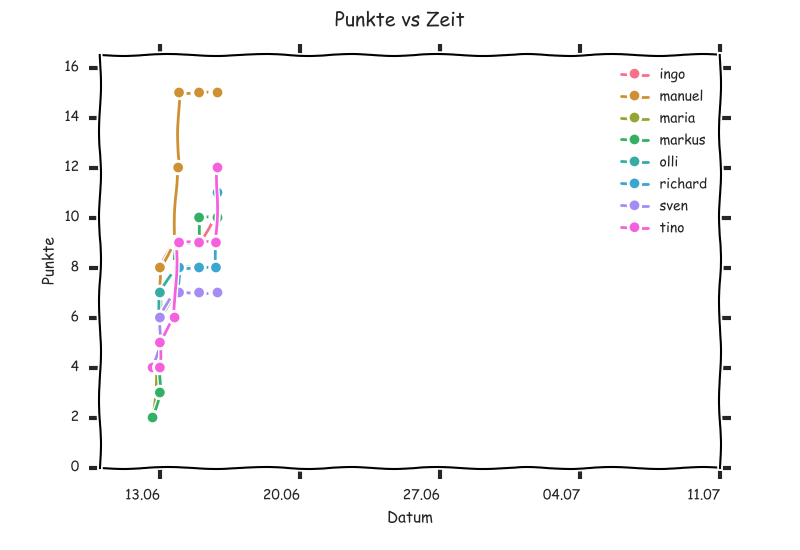 Punkte vs Zeit
16
14
12
10
8
6
4
2
0
Punkte
13.06
20.06
27.06
04.07
11.07
Datum
ingo
manuel
maria
markus
olli
richard
sven
tino